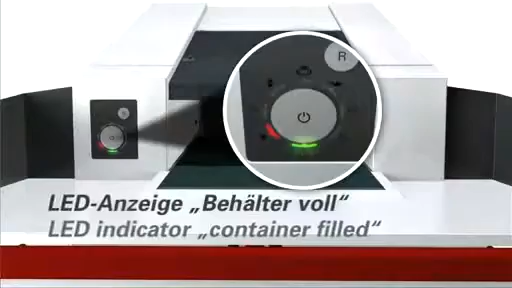 R
LED-Anzeige „Behälter voll“
LED indicator „container filled“